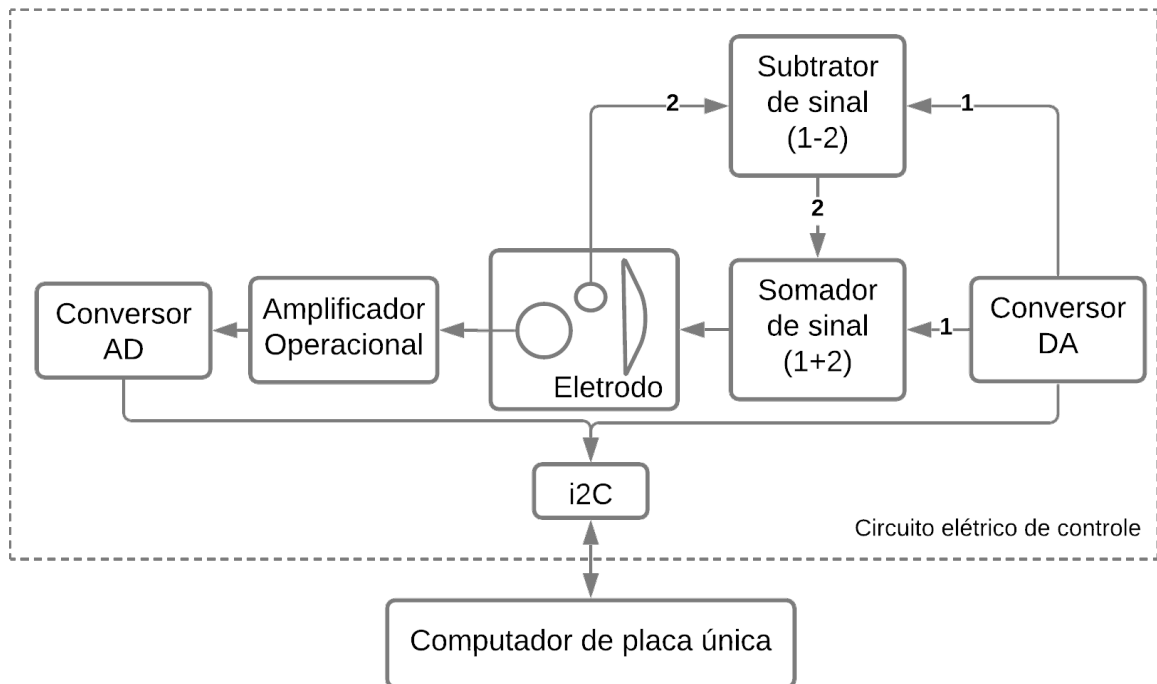 Subtrator
de sinal
(1-2)
2
1
2
Conversor
AD
Amplificador
Operacional
Eletrodo
Somador
de sinal
(1+2)
1
Conversor
DA
i2C
Circuito elétrico de controle
Computador de placa única